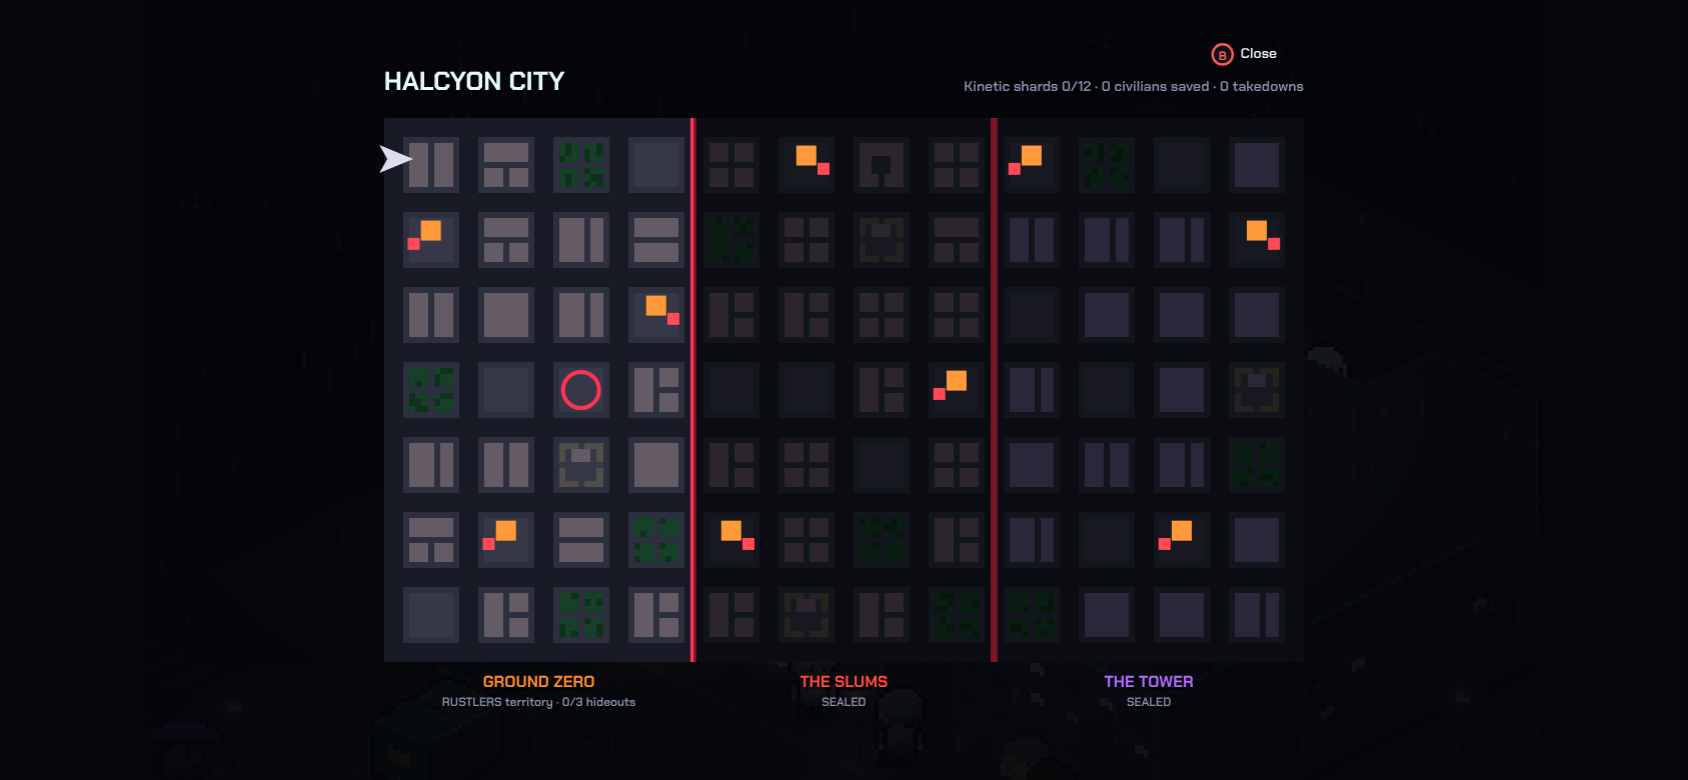 B Close
HALCYON CITY
Kinetic shards 0/12 · 0 civilians saved · 0 takedowns
GROUND ZERO
RUSTLERS territory · 0/3 hideouts
THE SLUMS
SEALED
THE TOWER
SEALED